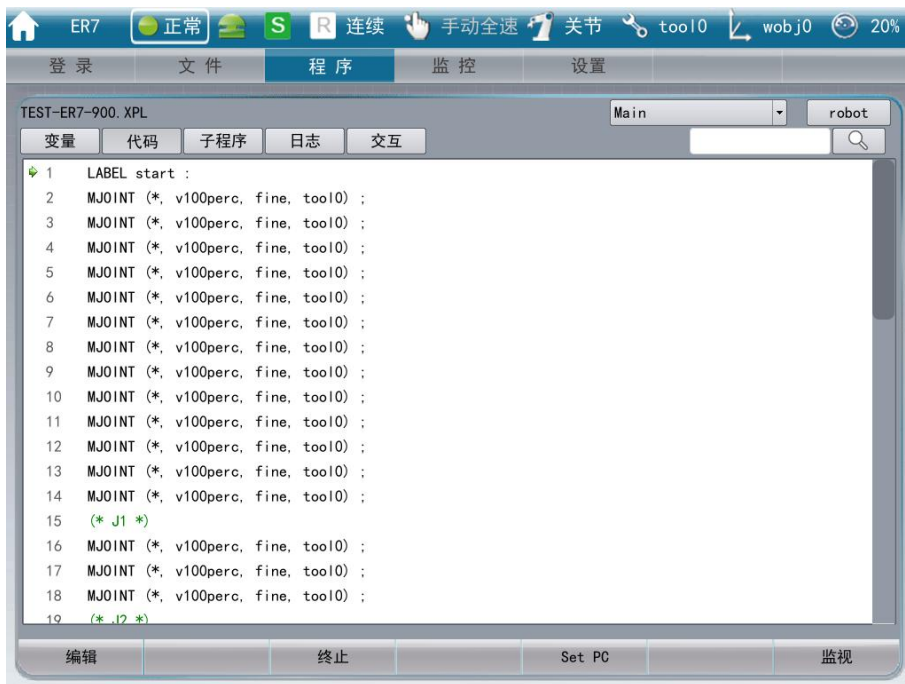 ER7 正常 S R 连续 手动全速 关节 tool0 wobj0 20%
登录 文件 程序 监控 设置
TEST-ER7-900.XPL Main robot
变量 代码 子程序 日志 交互
1 LABEL start :
2 MJOINT (*, v100perc, fine, tool0) ;
3 MJOINT (*, v100perc, fine, tool0) ;
4 MJOINT (*, v100perc, fine, tool0) ;
5 MJOINT (*, v100perc, fine, tool0) ;
6 MJOINT (*, v100perc, fine, tool0) ;
7 MJOINT (*, v100perc, fine, tool0) ;
8 MJOINT (*, v100perc, fine, tool0) ;
9 MJOINT (*, v100perc, fine, tool0) ;
10 MJOINT (*, v100perc, fine, tool0) ;
11 MJOINT (*, v100perc, fine, tool0) ;
12 MJOINT (*, v100perc, fine, tool0) ;
13 MJOINT (*, v100perc, fine, tool0) ;
14 MJOINT (*, v100perc, fine, tool0) ;
15 (* J1 *)
16 MJOINT (*, v100perc, fine, tool0) ;
17 MJOINT (*, v100perc, fine, tool0) ;
18 MJOINT (*, v100perc, fine, tool0) ;
19 (* J2 *)
编辑 终止 Set PC 监视